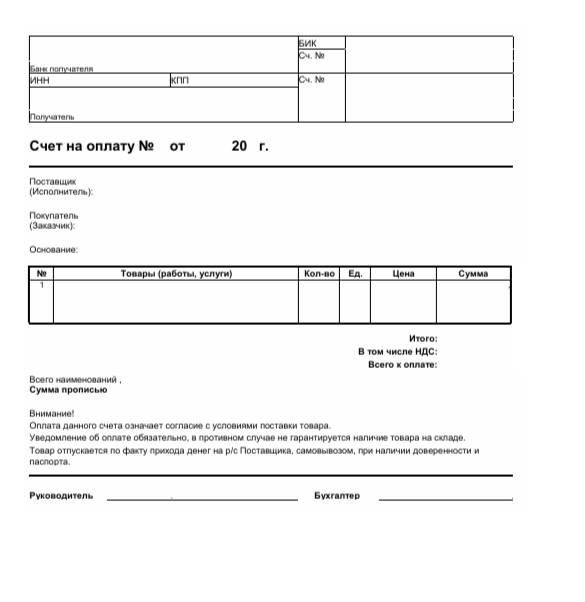 БИК
Сч. №
Банк получателя
ИНН КПП Сч. №
Получатель
Счет на оплату № от 20 г.
Поставщик
(Исполнитель):
Покупатель
(Заказчик):
Основание:
№ Товары (работы, услуги) Кол-во Ед. Цена Сумма
1
Итого:
В том числе НДС:
Всего к оплате:
Всего наименований ,
Сумма прописью
Внимание!
Оплата данного счета означает согласие с условиями поставки товара.
Уведомление об оплате обязательно, в противном случае не гарантируется наличие товара на складе.
Товар отпускается по факту прихода денег на р/с Поставщика, самовывозом, при наличии доверенности и
паспорта.
Руководитель Бухгалтер